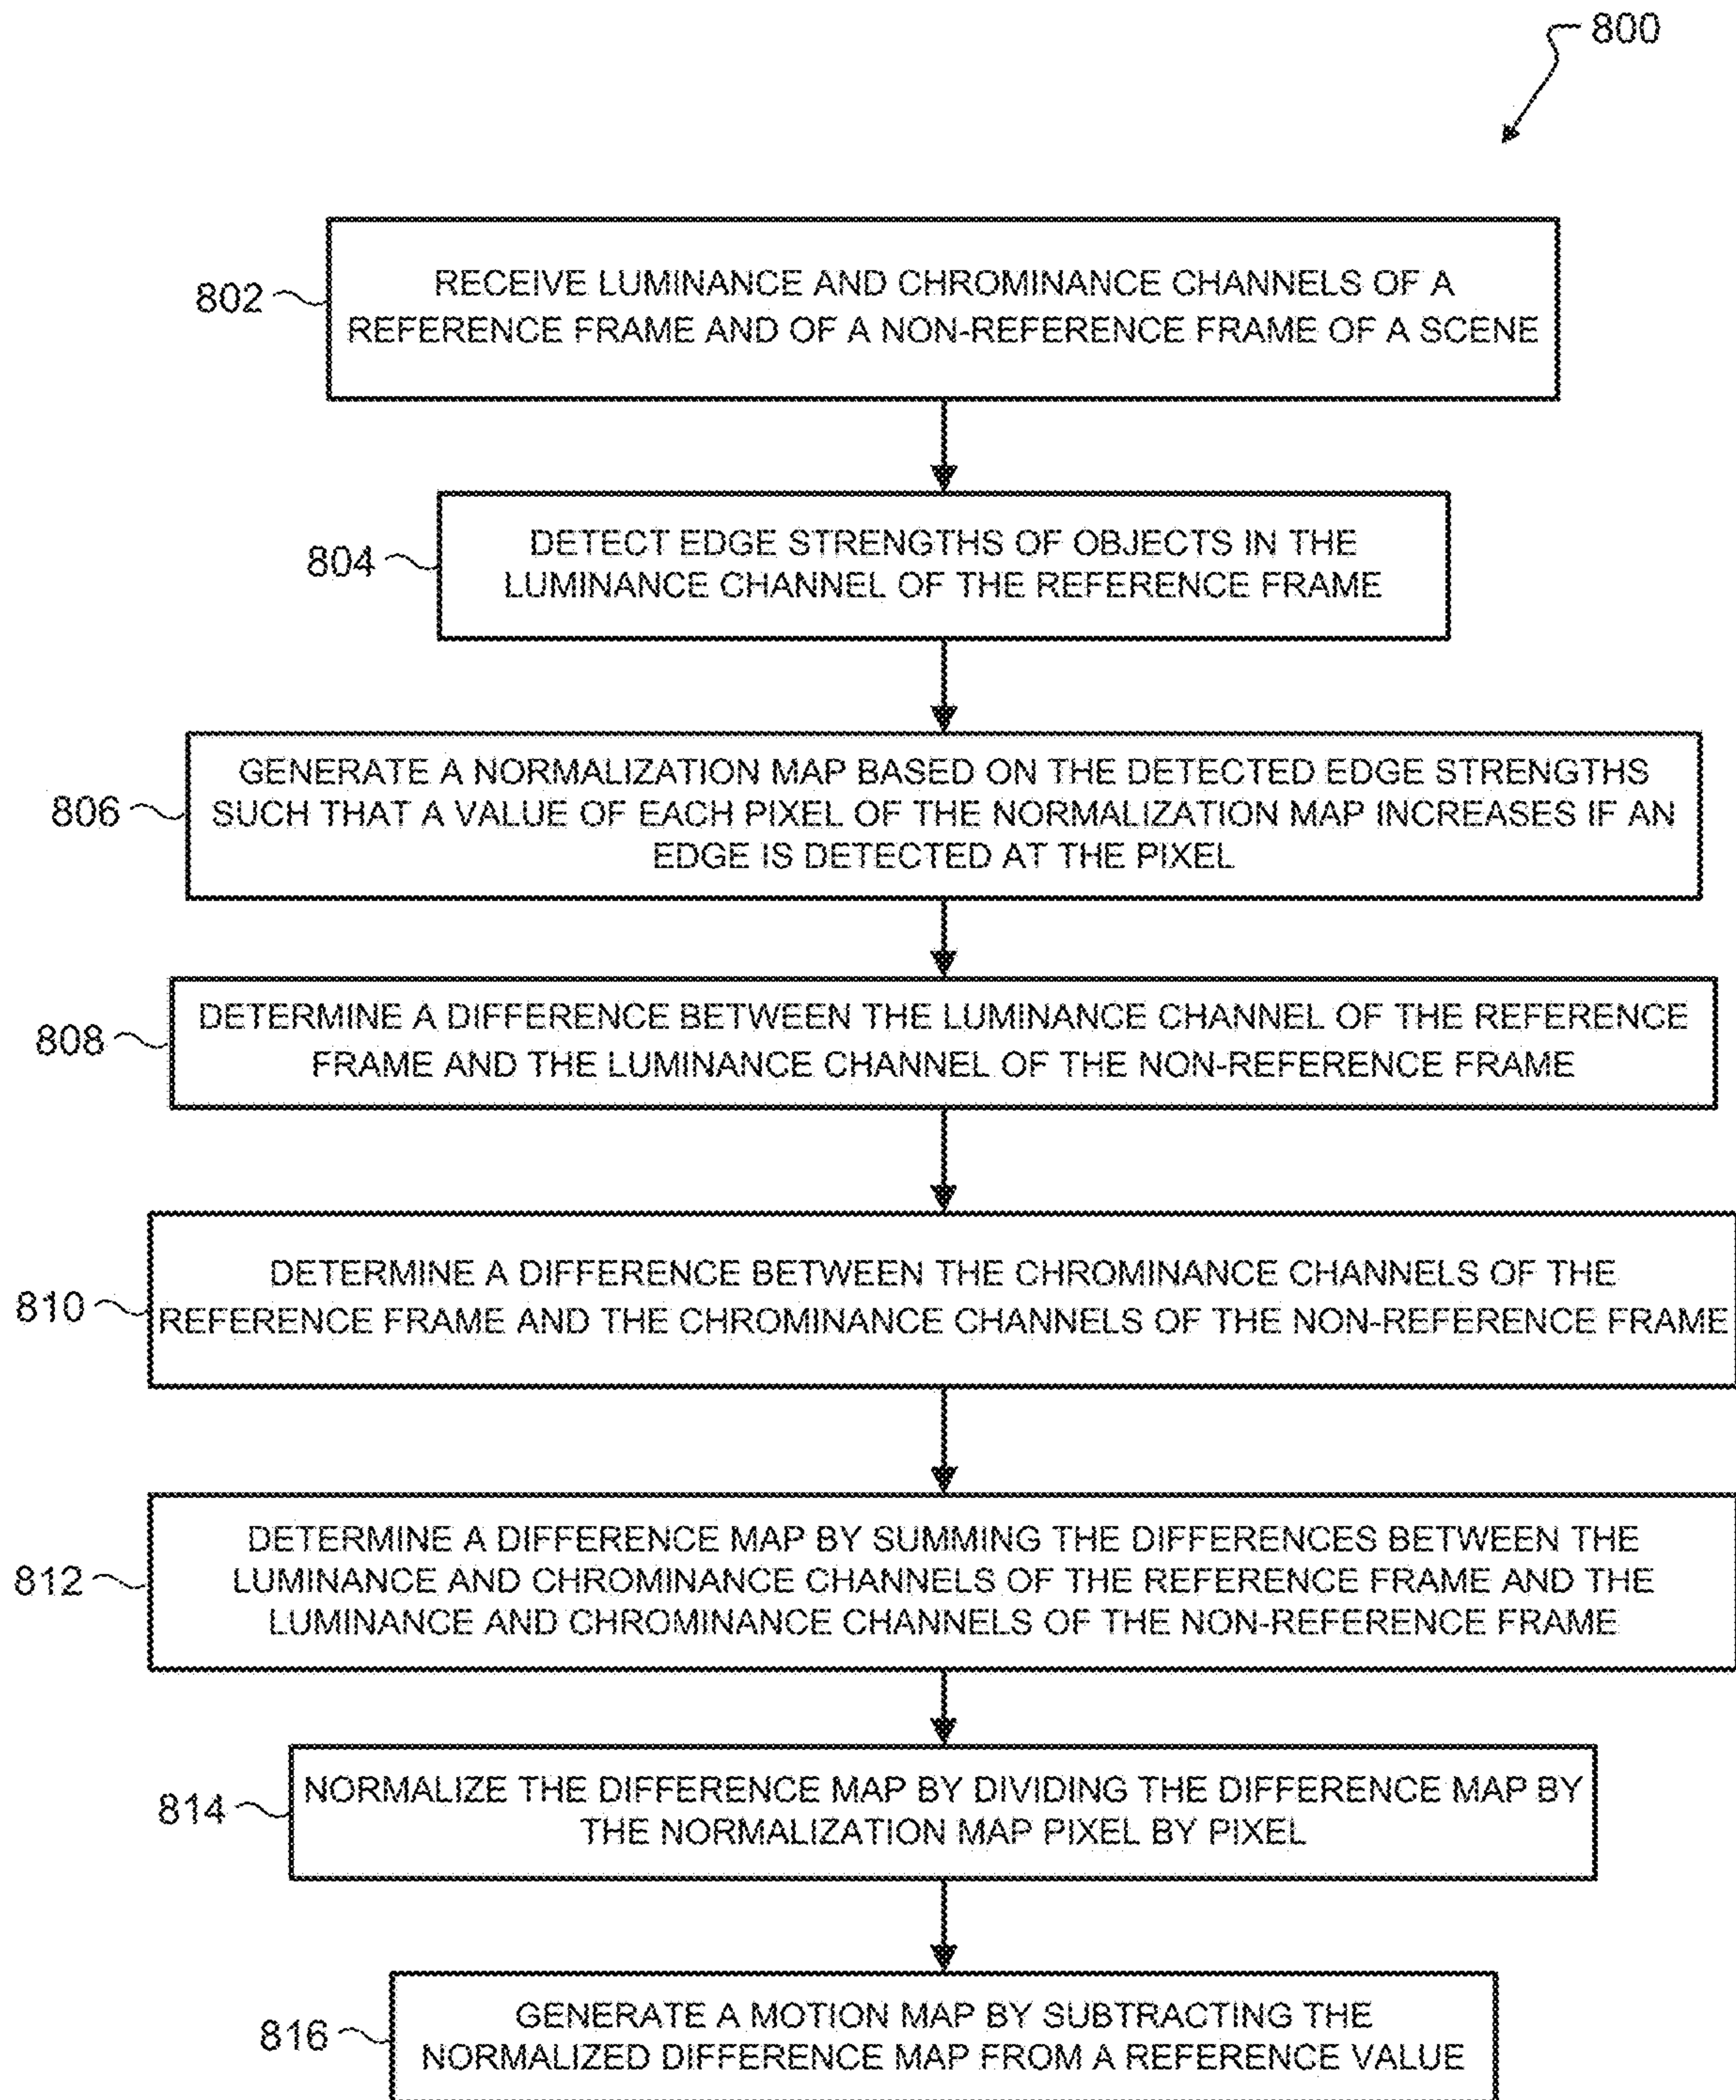 800
802
RECEIVE LUMINANCE AND CHROMINANCE CHANNELS OF A
REFERENCE FRAME AND OF A NON-REFERENCE FRAME OF A SCENE
804
DETECT EDGE STRENGTHS OF OBJECTS IN THE
LUMINANCE CHANNEL OF THE REFERENCE FRAME
806
GENERATE A NORMALIZATION MAP BASED ON THE DETECTED EDGE STRENGTHS
SUCH THAT A VALUE OF EACH PIXEL OF THE NORMALIZATION MAP INCREASES IF AN
EDGE IS DETECTED AT THE PIXEL
808
DETERMINE A DIFFERENCE BETWEEN THE LUMINANCE CHANNEL OF THE REFERENCE
FRAME AND THE LUMINANCE CHANNEL OF THE NON-REFERENCE FRAME
810
DETERMINE A DIFFERENCE BETWEEN THE CHROMINANCE CHANNELS OF THE
REFERENCE FRAME AND THE CHROMINANCE CHANNELS OF THE NON-REFERENCE FRAME
812
DETERMINE A DIFFERENCE MAP BY SUMMING THE DIFFERENCES BETWEEN THE
LUMINANCE AND CHROMINANCE CHANNELS OF THE REFERENCE FRAME AND THE
LUMINANCE AND CHROMINANCE CHANNELS OF THE NON-REFERENCE FRAME
814
NORMALIZE THE DIFFERENCE MAP BY DIVIDING THE DIFFERENCE MAP BY
THE NORMALIZATION MAP PIXEL BY PIXEL
816
GENERATE A MOTION MAP BY SUBTRACTING THE
NORMALIZED DIFFERENCE MAP FROM A REFERENCE VALUE